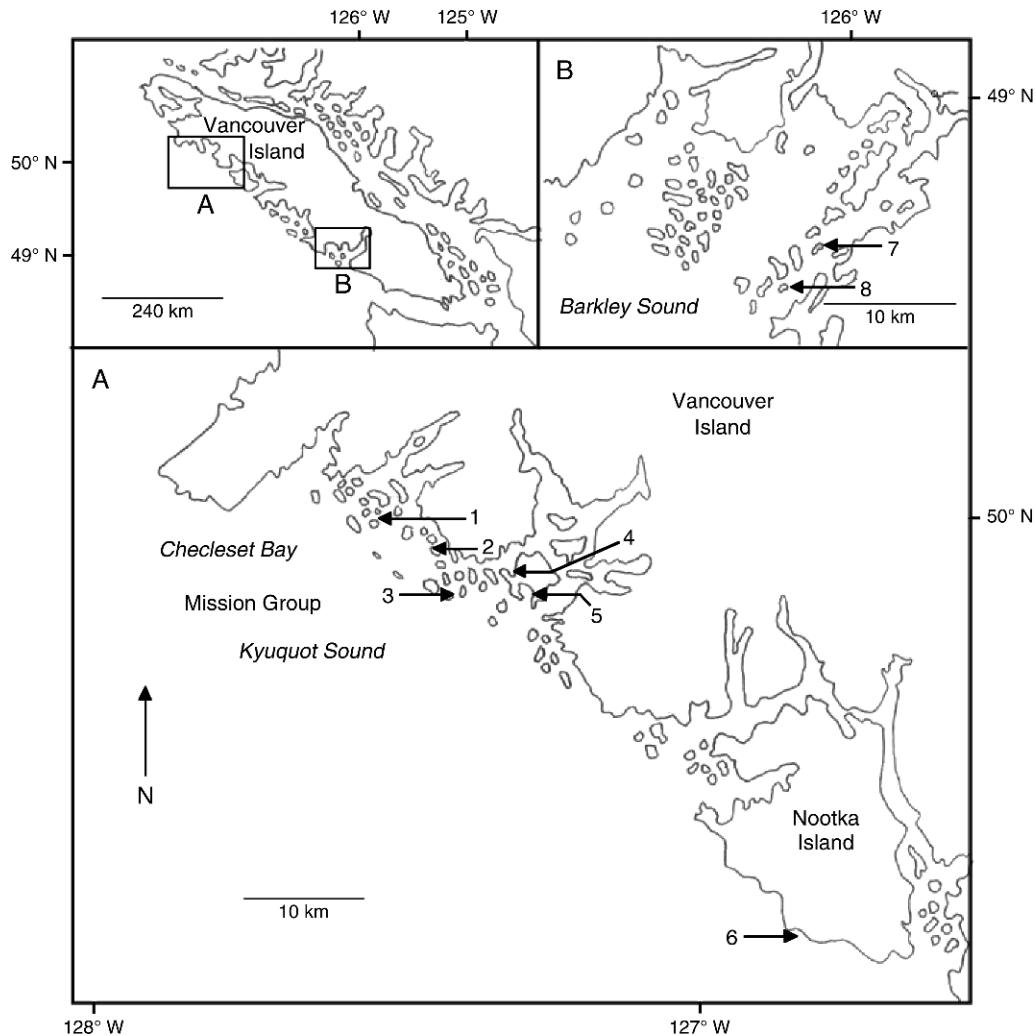 126° W 125° W
126° W
B
49° N
Vancouver
Island
50° N
A
7
49° N
B
8
240 km
Barkley Sound
10 km
A
Vancouver
Island
1
50° N
4
Checleset Bay
2
3
Mission Group
5
Kyuquot Sound
N
Nootka
Island
10 km
6
128° W
127° W